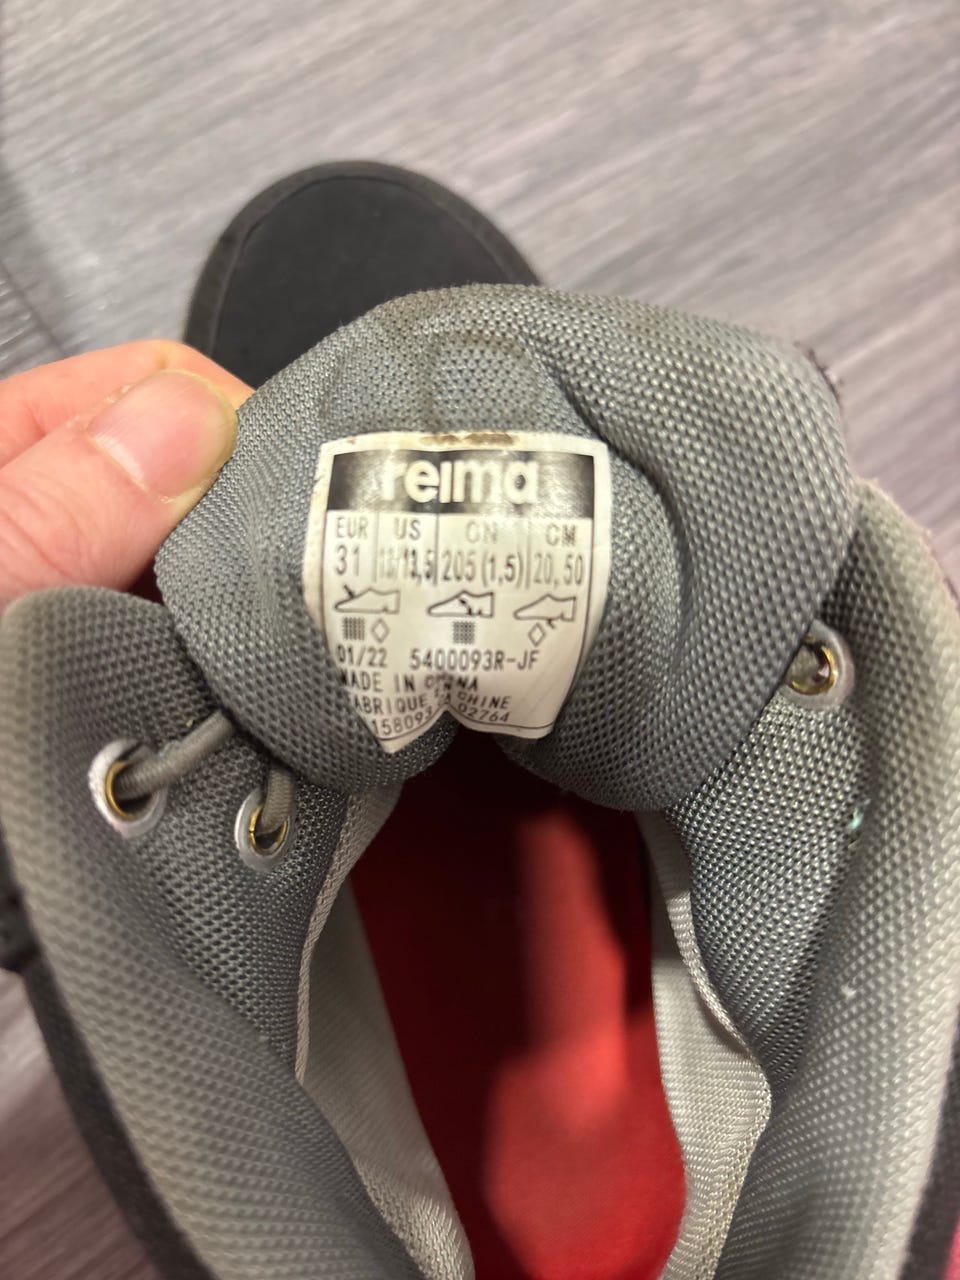 reima
EUR US CN CM
31 13/13,5 205 (1,5) 20,50
01/22 5400093R-JF
MADE IN CHINA
FABRIQUE EN CHINE
02764